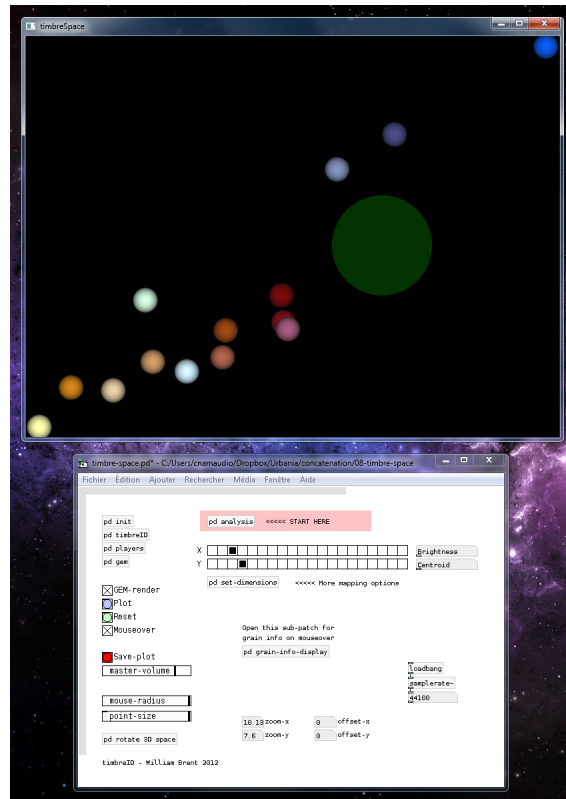 timbreSpace
timbre-space.pd* - C:/Users/cnamaudio/Dropbox/Urbania/concatenation/08-timbre-space
Fichier Édition Ajouter Rechercher Média Fenêtre Aide
pd init
pd analysis <<<<< START HERE
pd timbreID
pd players
X Brightness
pd gem
Y Centroid
pd set-dimensions <<<<< More mapping options
GEM-render
Plot
Reset
Mouseover
Open this sub-patch for
grain info on mouseover
pd grain-info-display
Save-plot
master-volume
loadbang
samplerate~
44100
mouse-radius
point-size
10.13 zoom-x 0 offset-x
7.6 zoom-y 0 offset-y
pd rotate 3D space
timbreID - William Brent 2012